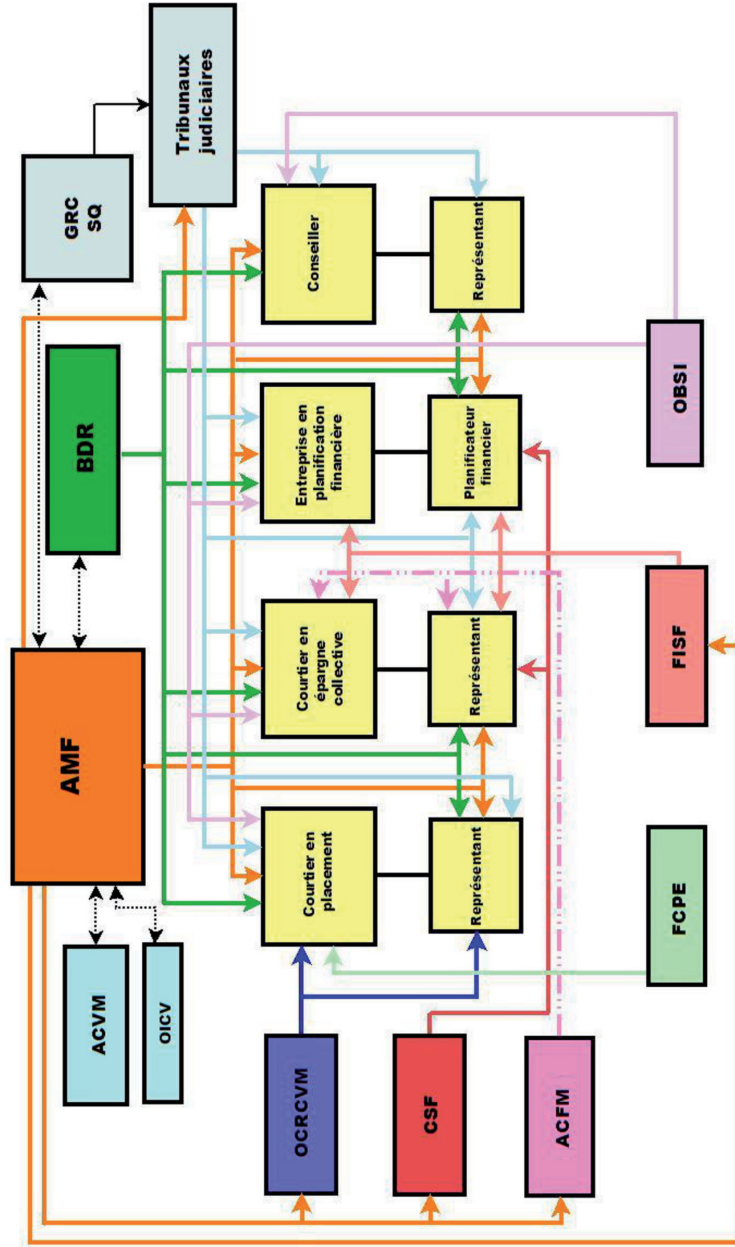 ACVM
OICV
AMF
BDR
GRC
SQ
Tribunaux
judiciaires
OCRCVM
Courtier en
placement
Courtier en
épargne
collective
Entreprise en
planification
financière
Conseiller
CSF
Représentant
Représentant
Planificateur
financier
Représentant
ACFM
FCPE
FISF
OBSI